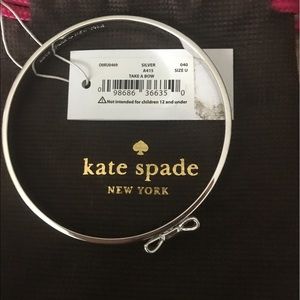 O0RU0469 SILVER 040
A415 SIZE U
TAKE A BOW
0 98686 36635 0
Not intended for children 12 and under
kate spade
NEW YORK